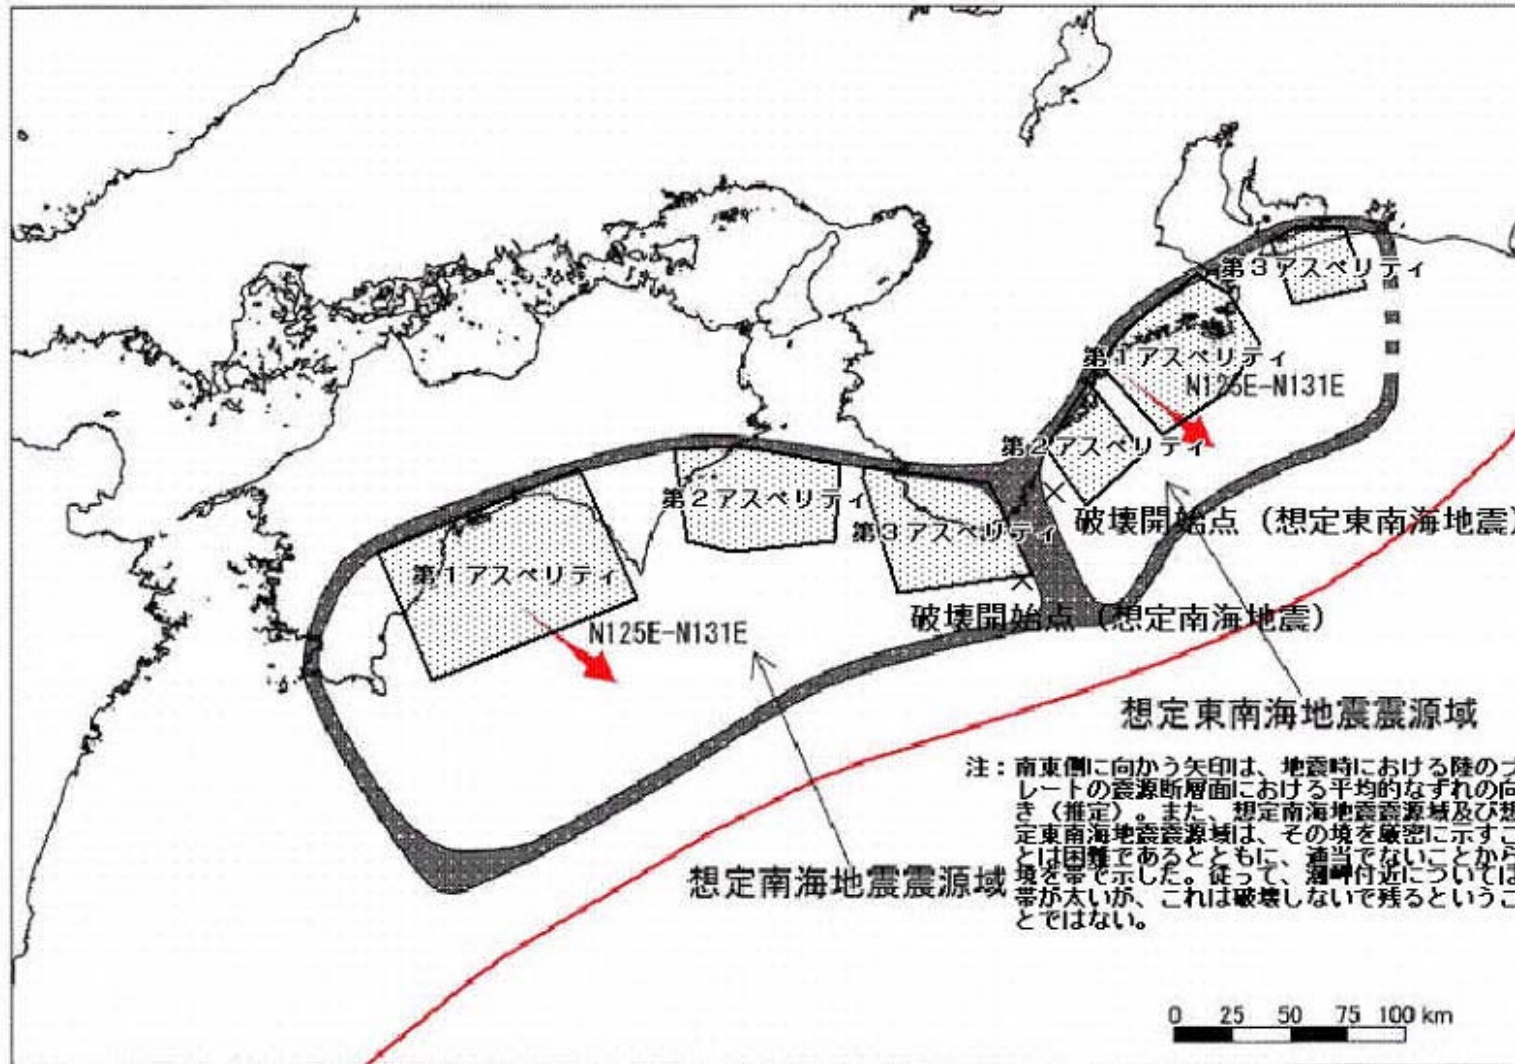 第3アスペリティ
第1アスペリティ
N125E-N131E
第2アスペリティ
破壊開始点（想定東南海地震）
第2アスペリティ
第3アスペリティ
第1アスペリティ
破壊開始点（想定南海地震）
N125E-N131E
想定東南海地震震源域
想定南海地震震源域
注：南東側に向かう矢印は、地震時における陸のプ
レートの震源断層面における平均的なずれの向
き（推定）。また、想定南海地震震源域及び想
定東南海地震震源域は、その境を厳密に示すこ
とは困難であるとともに、適当でないことから
境を帯で示した。従って、潮岬付近については
帯が太いが、これは破壊しないで残るというこ
とではない。
0 25 50 75 100 km